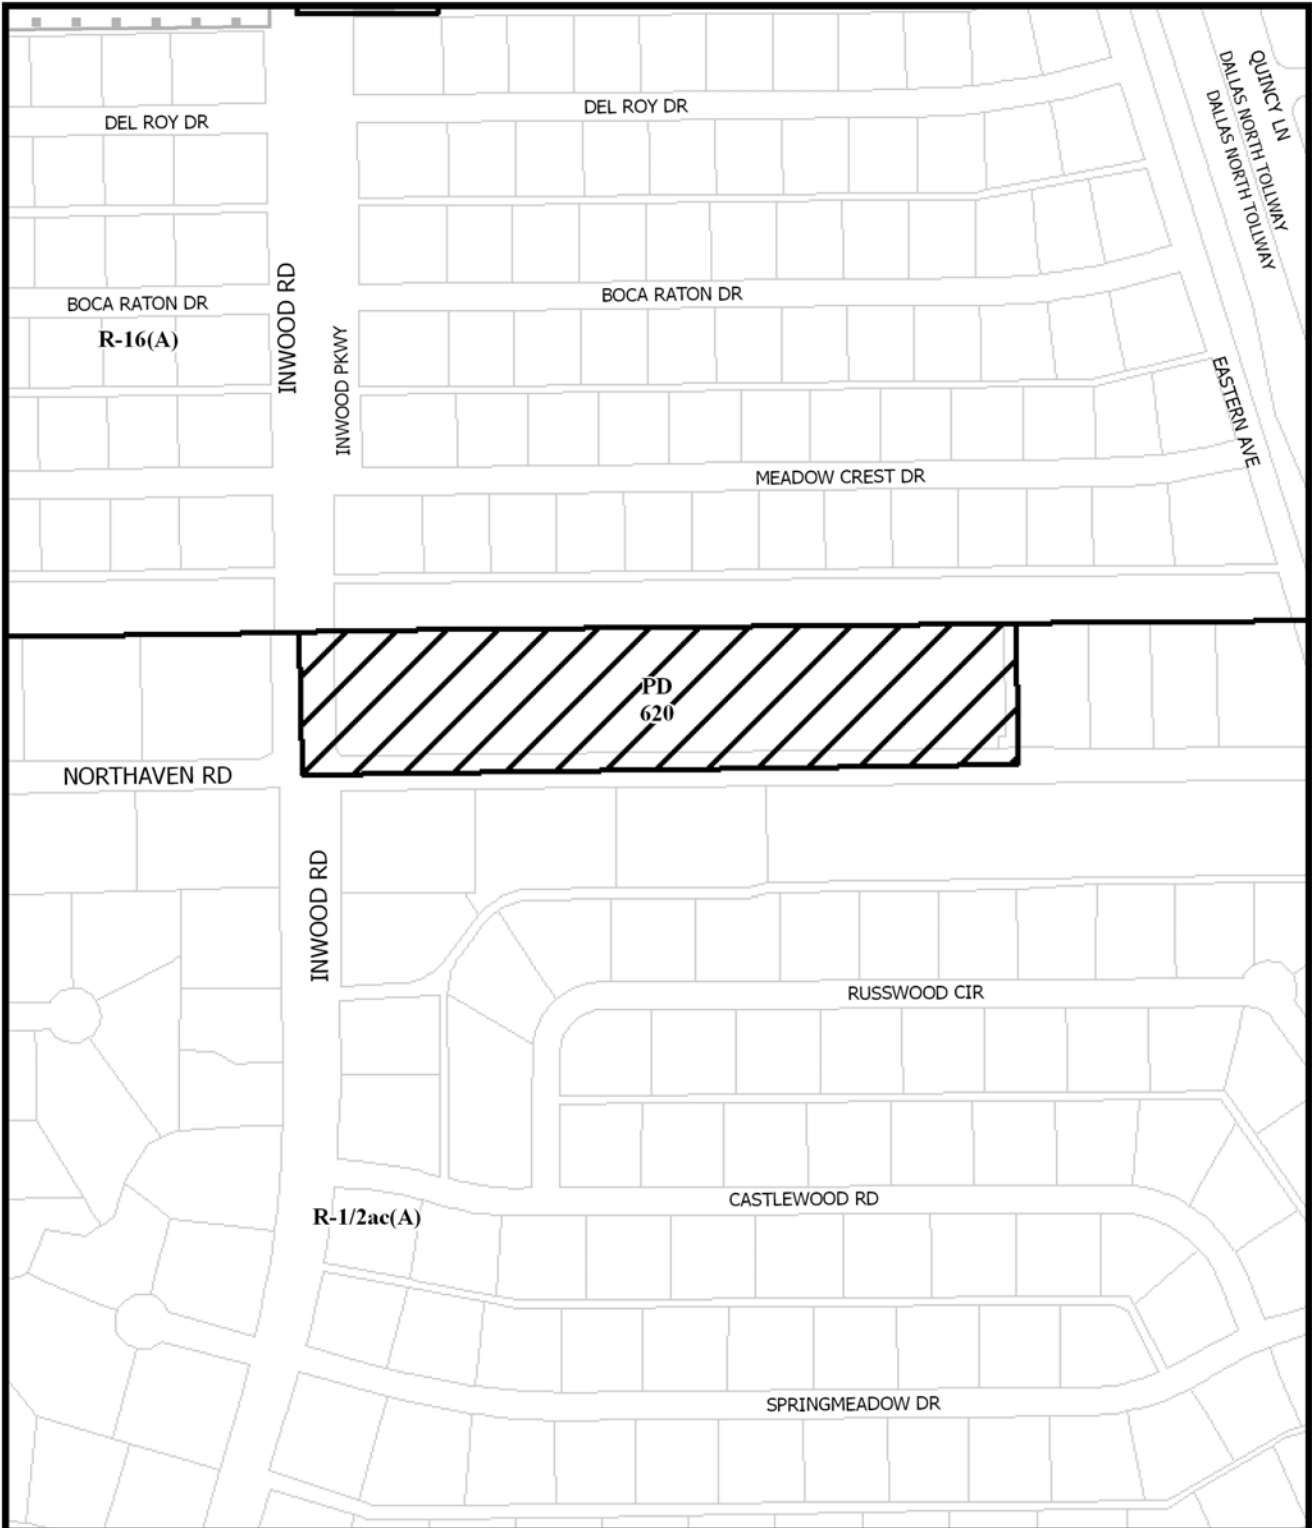 QUINCY LN
DALLAS NORTH TOLLWAY
DALLAS NORTH TOLLWAY
DEL ROY DR
DEL ROY DR
INWOOD RD
BOCA RATON DR
BOCA RATON DR
R-16(A)
INWOOD PKWY
EASTERN AVE
MEADOW CREST DR
PD
620
NORTHAVEN RD
INWOOD RD
RUSSWOOD CIR
CASTLEWOOD RD
R-1/2ac(A)
SPRINGMEADOW DR